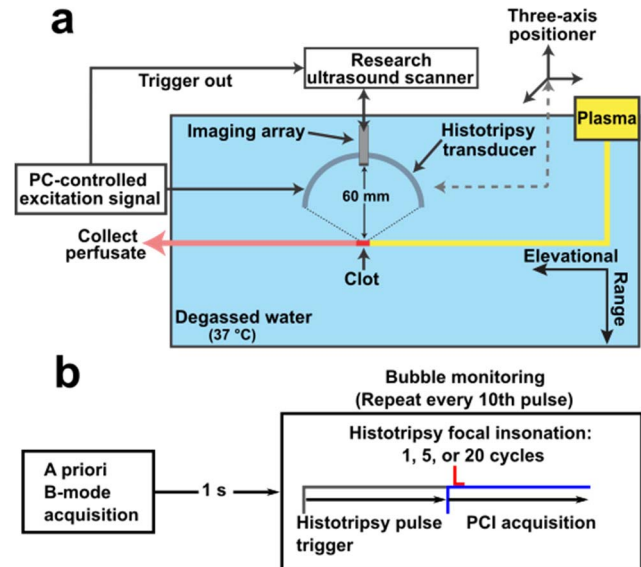 a
Three-axis
positioner
Research
ultrasound scanner
Trigger out
Plasma
Imaging array
Histotripsy
transducer
PC-controlled
excitation signal
60 mm
Collect
perfusate
Clot
Elevational
Range
Degassed water
(37 °C)
b
Bubble monitoring
(Repeat every 10th pulse)
Histotripsy focal insonation:
1, 5, or 20 cycles
A priori
B-mode
acquisition
1 s
Histotripsy pulse
trigger
PCI acquisition